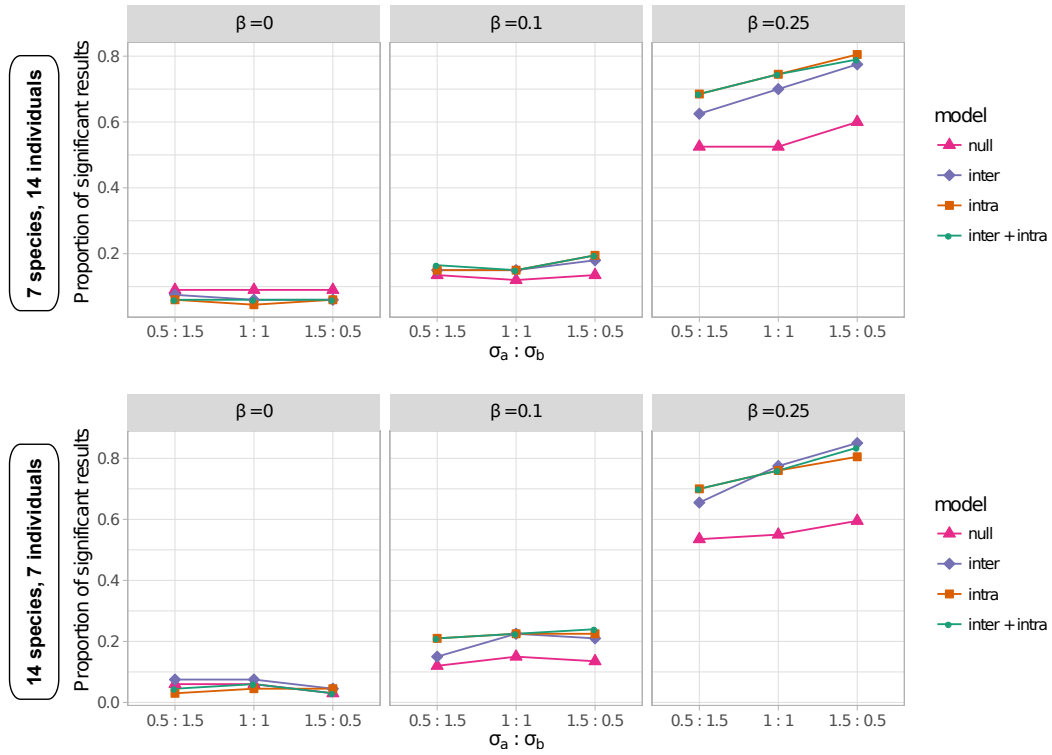 7 species, 14 individuals
Proportion of significant results
β = 0
β = 0.1
β = 0.25
0.8
0.6
0.4
0.2
0.5 : 1.5
1 : 1
1.5 : 0.5
0.5 : 1.5
1 : 1
1.5 : 0.5
0.5 : 1.5
1 : 1
1.5 : 0.5
σa : σb
model
null
inter
intra
inter + intra
14 species, 7 individuals
Proportion of significant results
β = 0
β = 0.1
β = 0.25
0.8
0.6
0.4
0.2
0.0
0.5 : 1.5
1 : 1
1.5 : 0.5
0.5 : 1.5
1 : 1
1.5 : 0.5
0.5 : 1.5
1 : 1
1.5 : 0.5
σa : σb
model
null
inter
intra
inter + intra